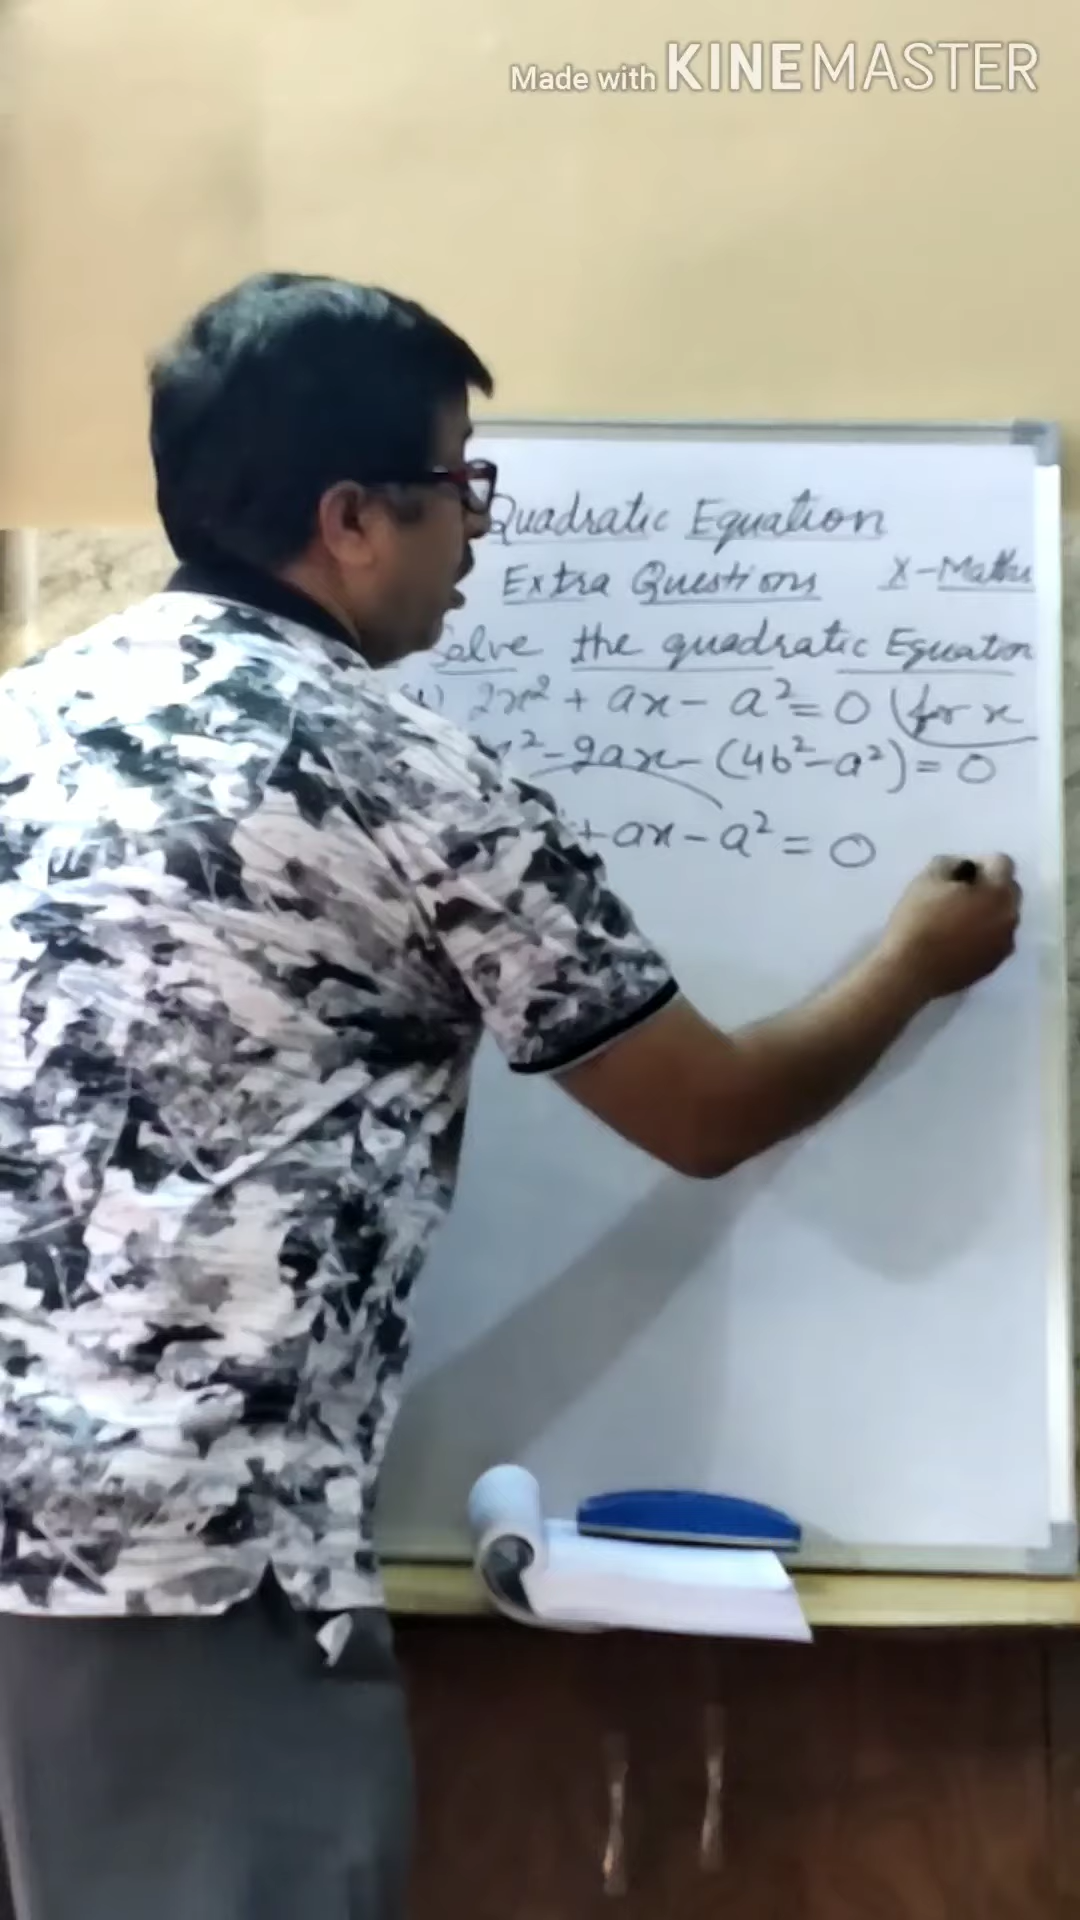 Made with KINEMASTER
Quadratic Equation
Extra Questions X-Maths
Solve the quadratic Equation
2x² + ax - a² = 0 (for x
x² - 9ax - (4b² - a²) = 0
+ ax - a² = 0